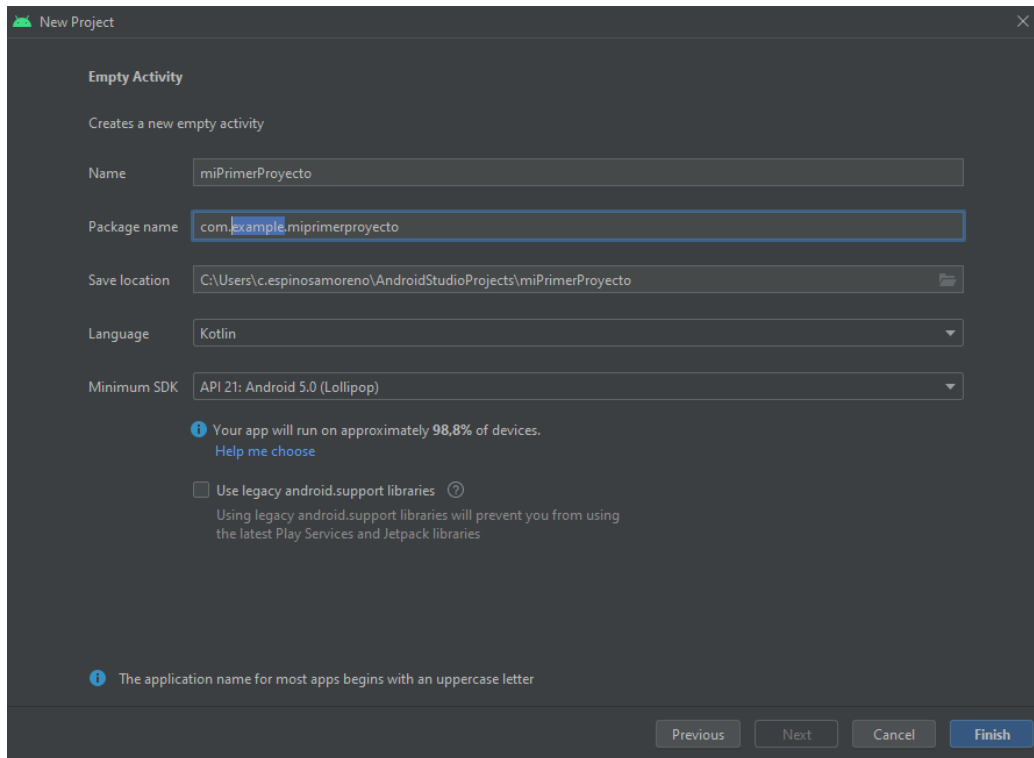 New Project
Empty Activity
Creates a new empty activity
Name miPrimerProyecto
Package name com.example.miprimerproyecto
Save location C:\Users\c.espinosamoreno\AndroidStudioProjects\miPrimerProyecto
Language Kotlin
Minimum SDK API 21: Android 5.0 (Lollipop)
Your app will run on approximately 98,8% of devices.
Help me choose
Use legacy android.support libraries ?
Using legacy android.support libraries will prevent you from using
the latest Play Services and Jetpack libraries
The application name for most apps begins with an uppercase letter
Previous Next Cancel Finish